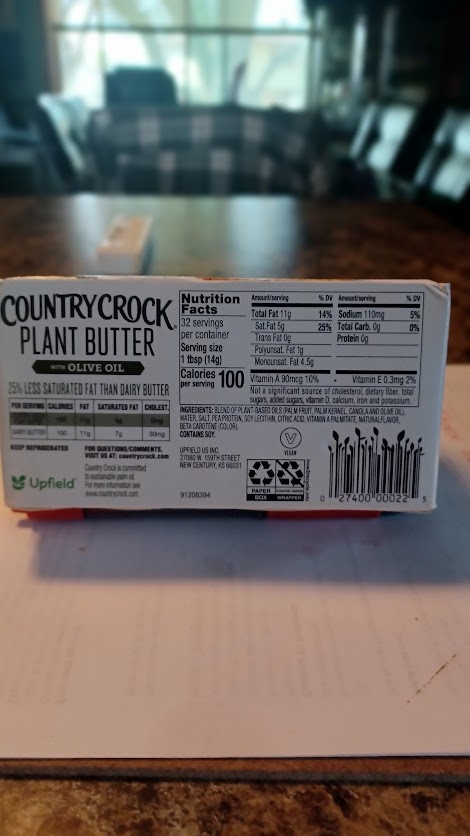 COUNTRY CROCK®
PLANT BUTTER
WITH OLIVE OIL
25% LESS SATURATED FAT THAN DAIRY BUTTER
PER SERVING CALORIES FAT SATURATED FAT CHOLEST.
100 11g 0mg
DAIRY BUTTER 100 11g 7g 30mg
KEEP REFRIGERATED
FOR QUESTIONS/COMMENTS,
VISIT US AT: countrycrock.com
Upfield™
Country Crock is committed
to sustainable palm oil.
For more information see
www.countrycrock.com
Nutrition
Facts
32 servings
per container
Serving size
1 tbsp (14g)
Calories
per serving 100
Amount/serving % DV
Total Fat 11g 14%
Sat.Fat 5g 25%
Trans Fat 0g
Polyunsat. Fat 1g
Monounsat. Fat 4.5g
Amount/serving % DV
Sodium 110mg 5%
Total Carb. 0g 0%
Protein 0g
Vitamin A 90mcg 10% • Vitamin E 0.3mg 2%
Not a significant source of cholesterol, dietary fiber, total
sugars, added sugars, vitamin D, calcium, iron and potassium.
INGREDIENTS: BLEND OF PLANT-BASED OILS (PALM FRUIT, PALM KERNEL, CANOLA AND OLIVE OIL),
WATER, SALT, PEA PROTEIN, SOY LECITHIN, CITRIC ACID, VITAMIN A PALMITATE, NATURAL FLAVOR,
BETA CAROTENE (COLOR).
CONTAINS SOY.
UPFIELD US INC.
27080 W. 159TH STREET
NEW CENTURY, KS 66031
91208394
V
VEGAN
PAPER
BOX
COATED PAPER
WRAPPER
0 27400 00022 5